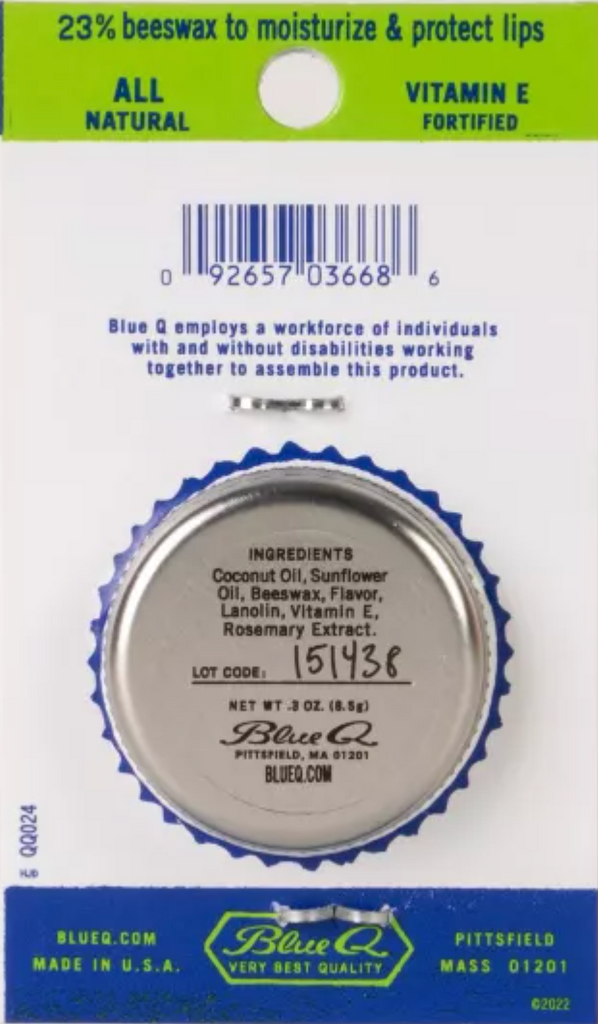 23% beeswax to moisturize & protect lips
ALL
NATURAL
VITAMIN E
FORTIFIED
0 92657 03668 6
Blue Q employs a workforce of individuals
with and without disabilities working
together to assemble this product.
INGREDIENTS
Coconut Oil, Sunflower
Oil, Beeswax, Flavor,
Lanolin, Vitamin E,
Rosemary Extract.
LOT CODE: 151438
NET WT .3 OZ. (8.5g)
Blue Q
PITTSFIELD, MA 01201
BLUEQ.COM
QQ024
BLUEQ.COM
MADE IN U.S.A.
Blue Q
VERY BEST QUALITY
PITTSFIELD
MASS 01201
©2022